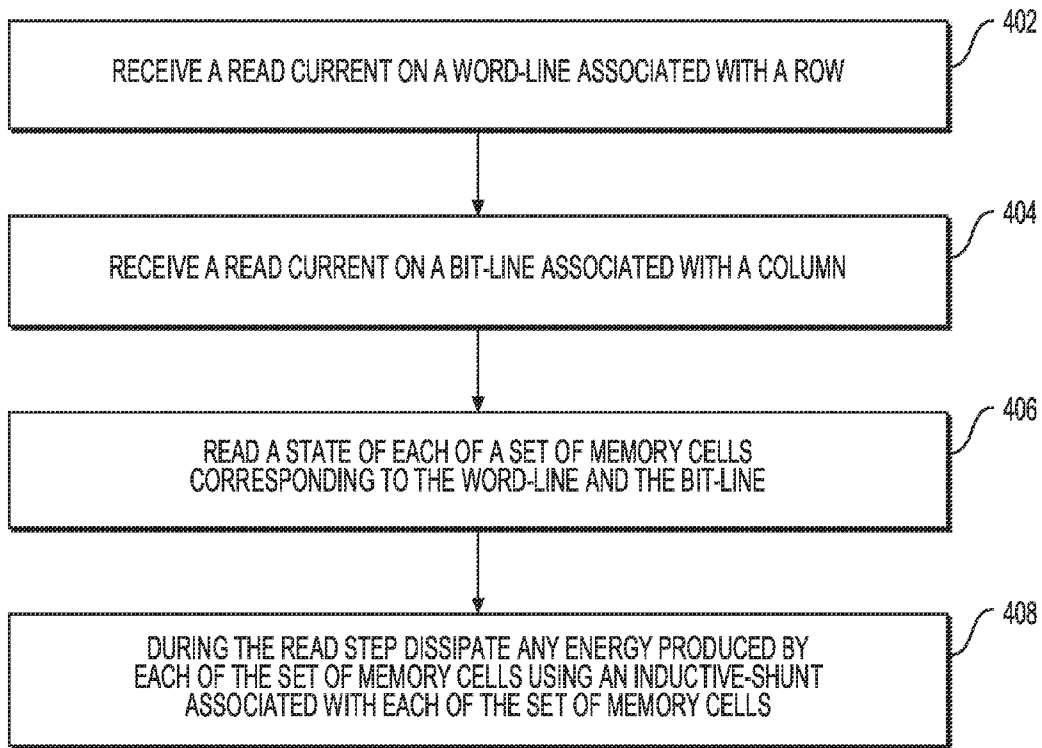 402
RECEIVE A READ CURRENT ON A WORD-LINE ASSOCIATED WITH A ROW
404
RECEIVE A READ CURRENT ON A BIT-LINE ASSOCIATED WITH A COLUMN
406
READ A STATE OF EACH OF A SET OF MEMORY CELLS
CORRESPONDING TO THE WORD-LINE AND THE BIT-LINE
408
DURING THE READ STEP DISSIPATE ANY ENERGY PRODUCED BY
EACH OF THE SET OF MEMORY CELLS USING AN INDUCTIVE-SHUNT
ASSOCIATED WITH EACH OF THE SET OF MEMORY CELLS